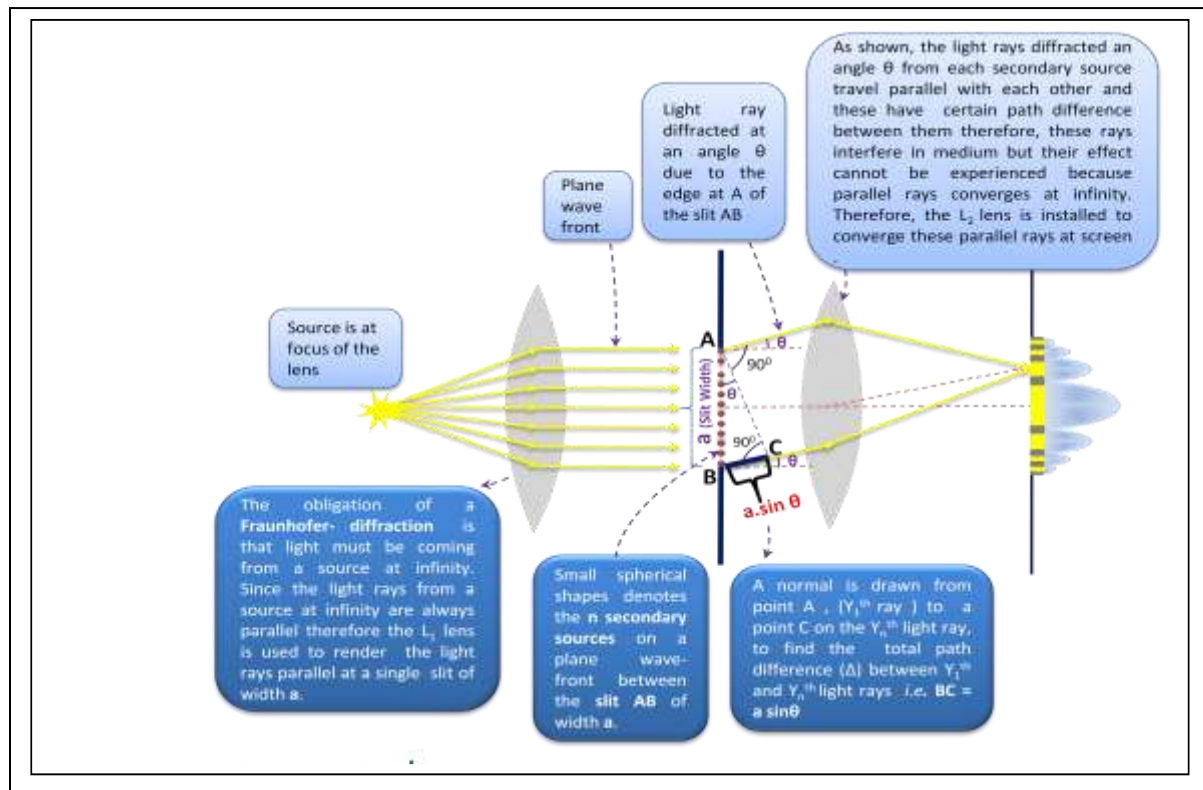 As shown, the light rays diffracted an
angle θ from each secondary source
travel parallel with each other and
these have certain path difference
between them therefore, these rays
interfere in medium but their effect
cannot be experienced because
parallel rays converges at infinity.
Therefore, the L₂ lens is installed to
converge these parallel rays at screen
Light ray
diffracted at
an angle θ
due to the
edge at A of
the slit AB
Plane
wave
front
Source is at
focus of the
lens
A
θ
90⁰
θ
a (Slit Width)
90⁰
C
θ
B
a.sin θ
The obligation of a
Fraunhofer- diffraction is
that light must be coming
from a source at infinity.
Since the light rays from a
source at infinity are always
parallel therefore the L₁ lens
is used to render the light
rays parallel at a single slit of
width a.
Small spherical
shapes denotes
the n secondary
sources on a
plane wave-
front between
the slit AB of
width a.
A normal is drawn from
point A , (Y₁ᵗʰ ray ) to a
point C on the Yₙᵗʰ light ray,
to find the total path
difference (Δ) between Y₁ᵗʰ
and Yₙᵗʰ light rays i.e. BC =
a sinθ